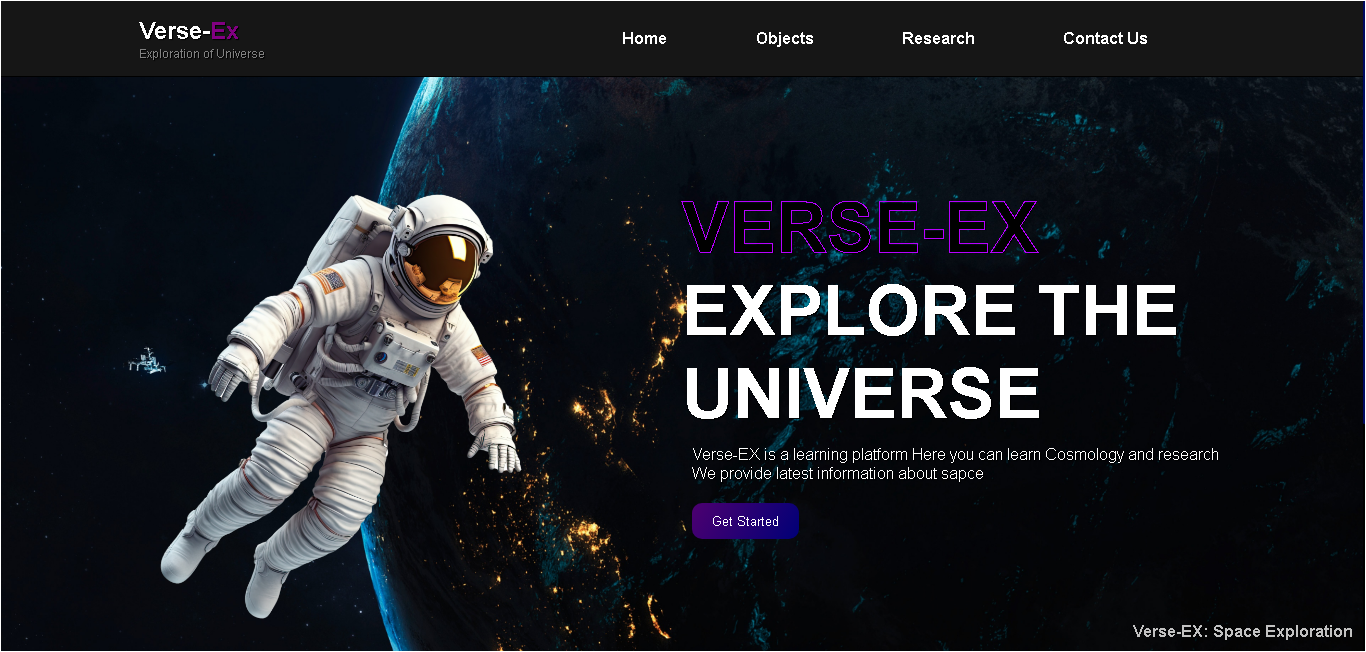 Verse-Ex
Exploration of Universe
Home
Objects
Research
Contact Us
VERSE-EX
EXPLORE THE
UNIVERSE
Verse-EX is a learning platform Here you can learn Cosmology and research
We provide latest information about sapce
Get Started
Verse-EX: Space Exploration